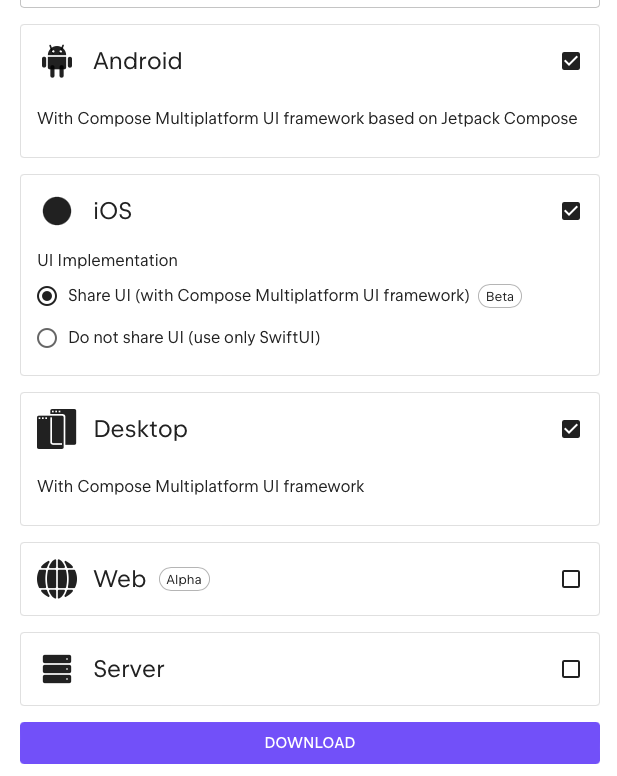 Android
With Compose Multiplatform UI framework based on Jetpack Compose
iOS
UI Implementation
Share UI (with Compose Multiplatform UI framework) Beta
Do not share UI (use only SwiftUI)
Desktop
With Compose Multiplatform UI framework
Web Alpha
Server
DOWNLOAD